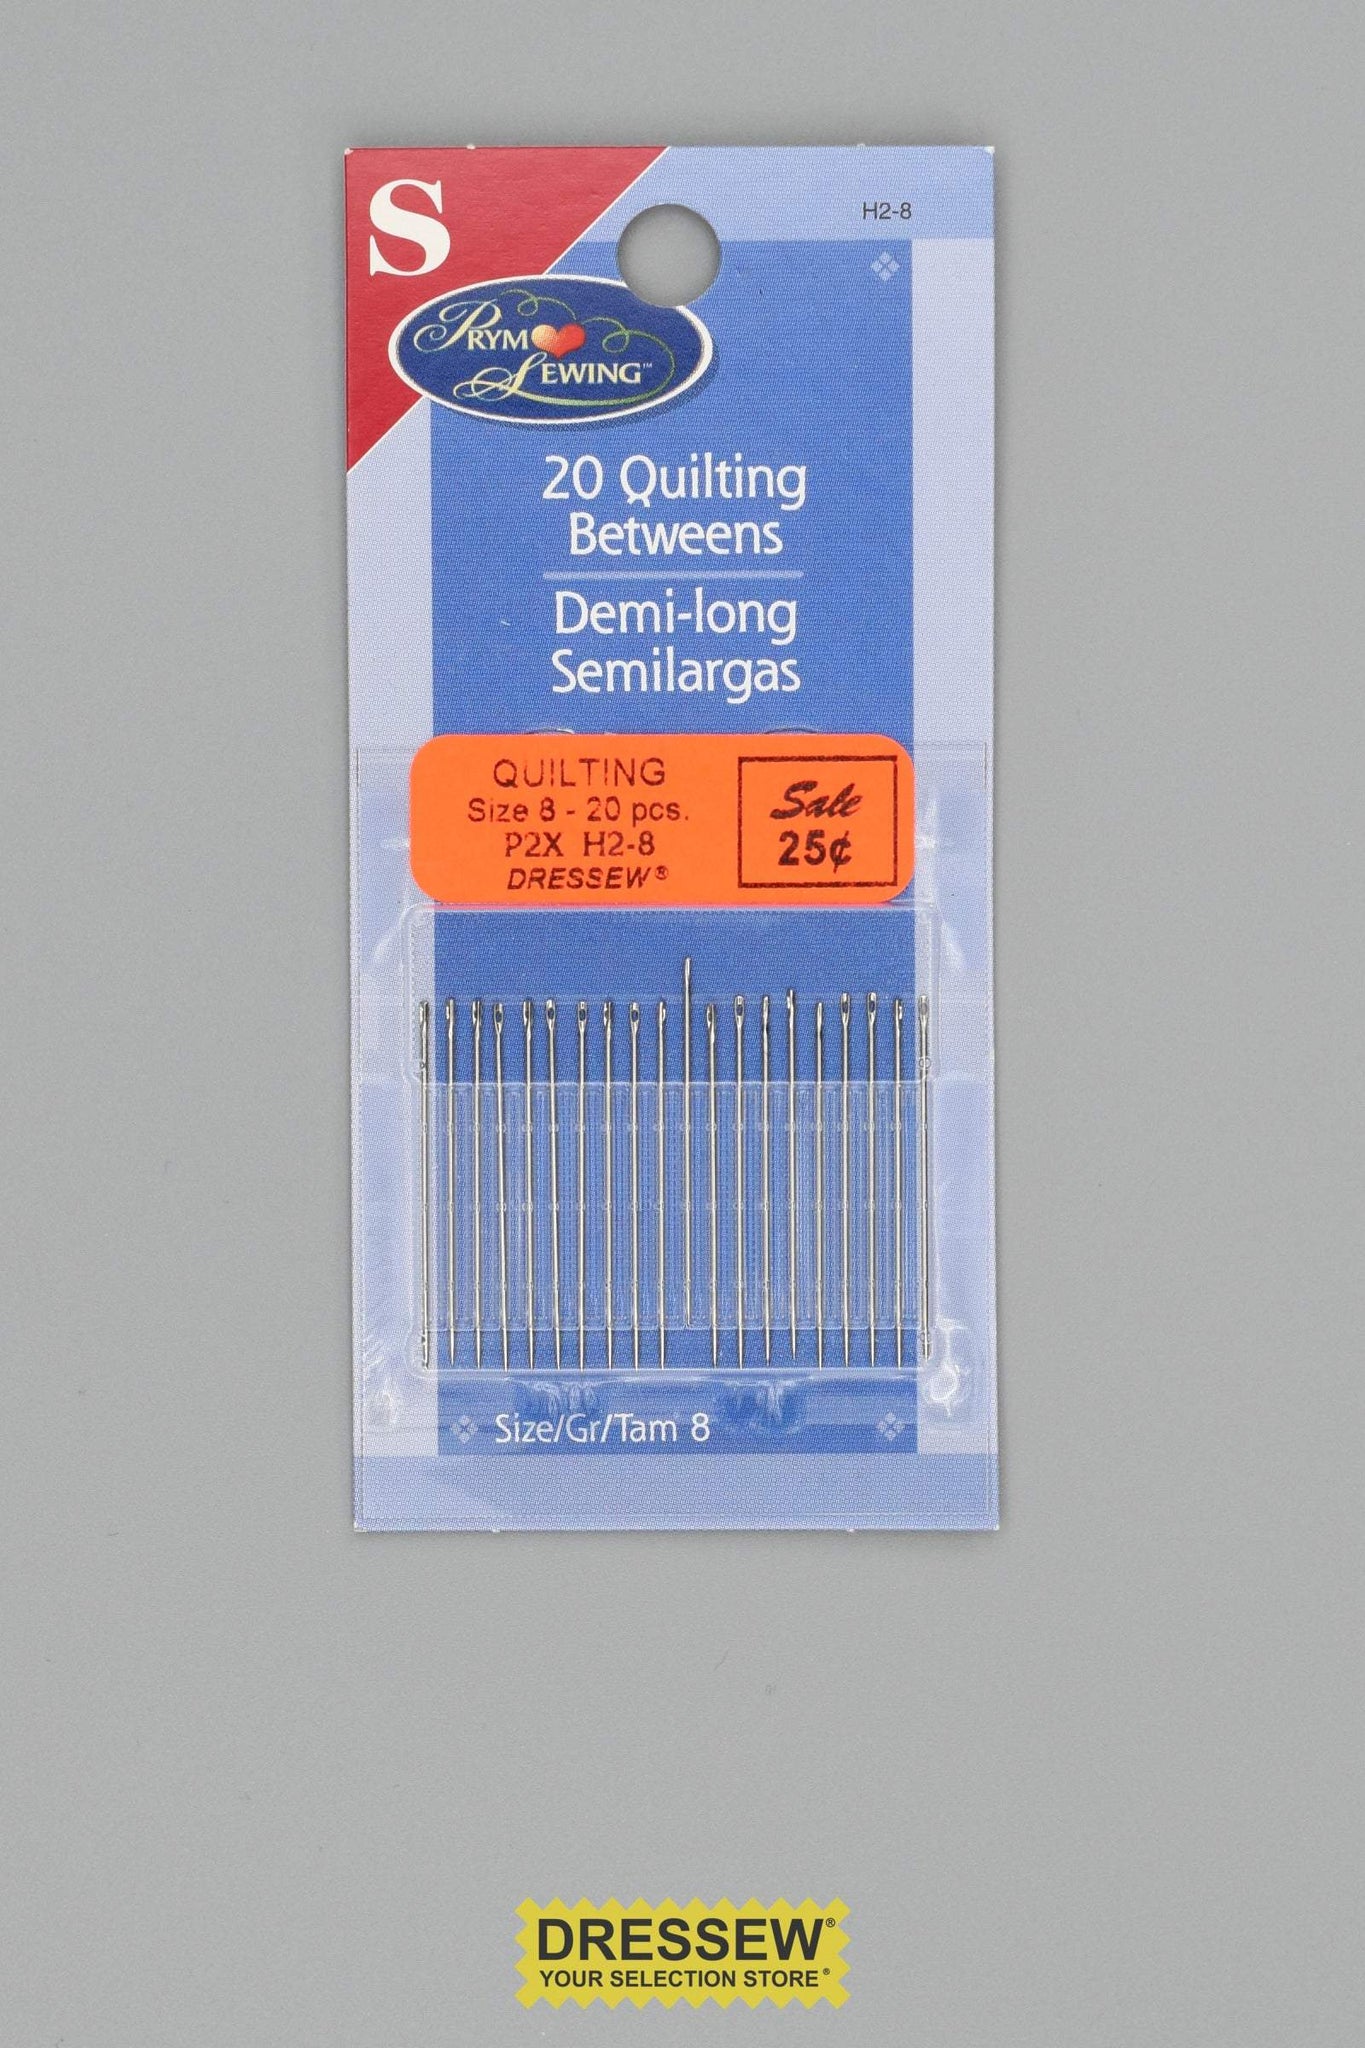 S
H2-8
PRYM
SEWING™
20 Quilting
Betweens
Demi-long
Semilargas
QUILTING
Size 8 - 20 pcs.
P2X H2-8
DRESSEW®
Sale
25¢
Size/Gr/Tam 8
DRESSEW®
YOUR SELECTION STORE®